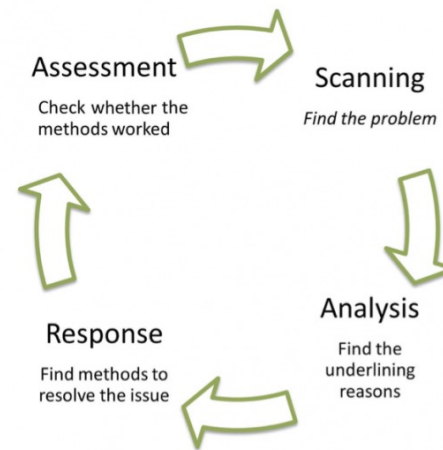 Assessment
Check whether the
methods worked
Scanning
Find the problem
Analysis
Find the
underlining
reasons
Response
Find methods to
resolve the issue